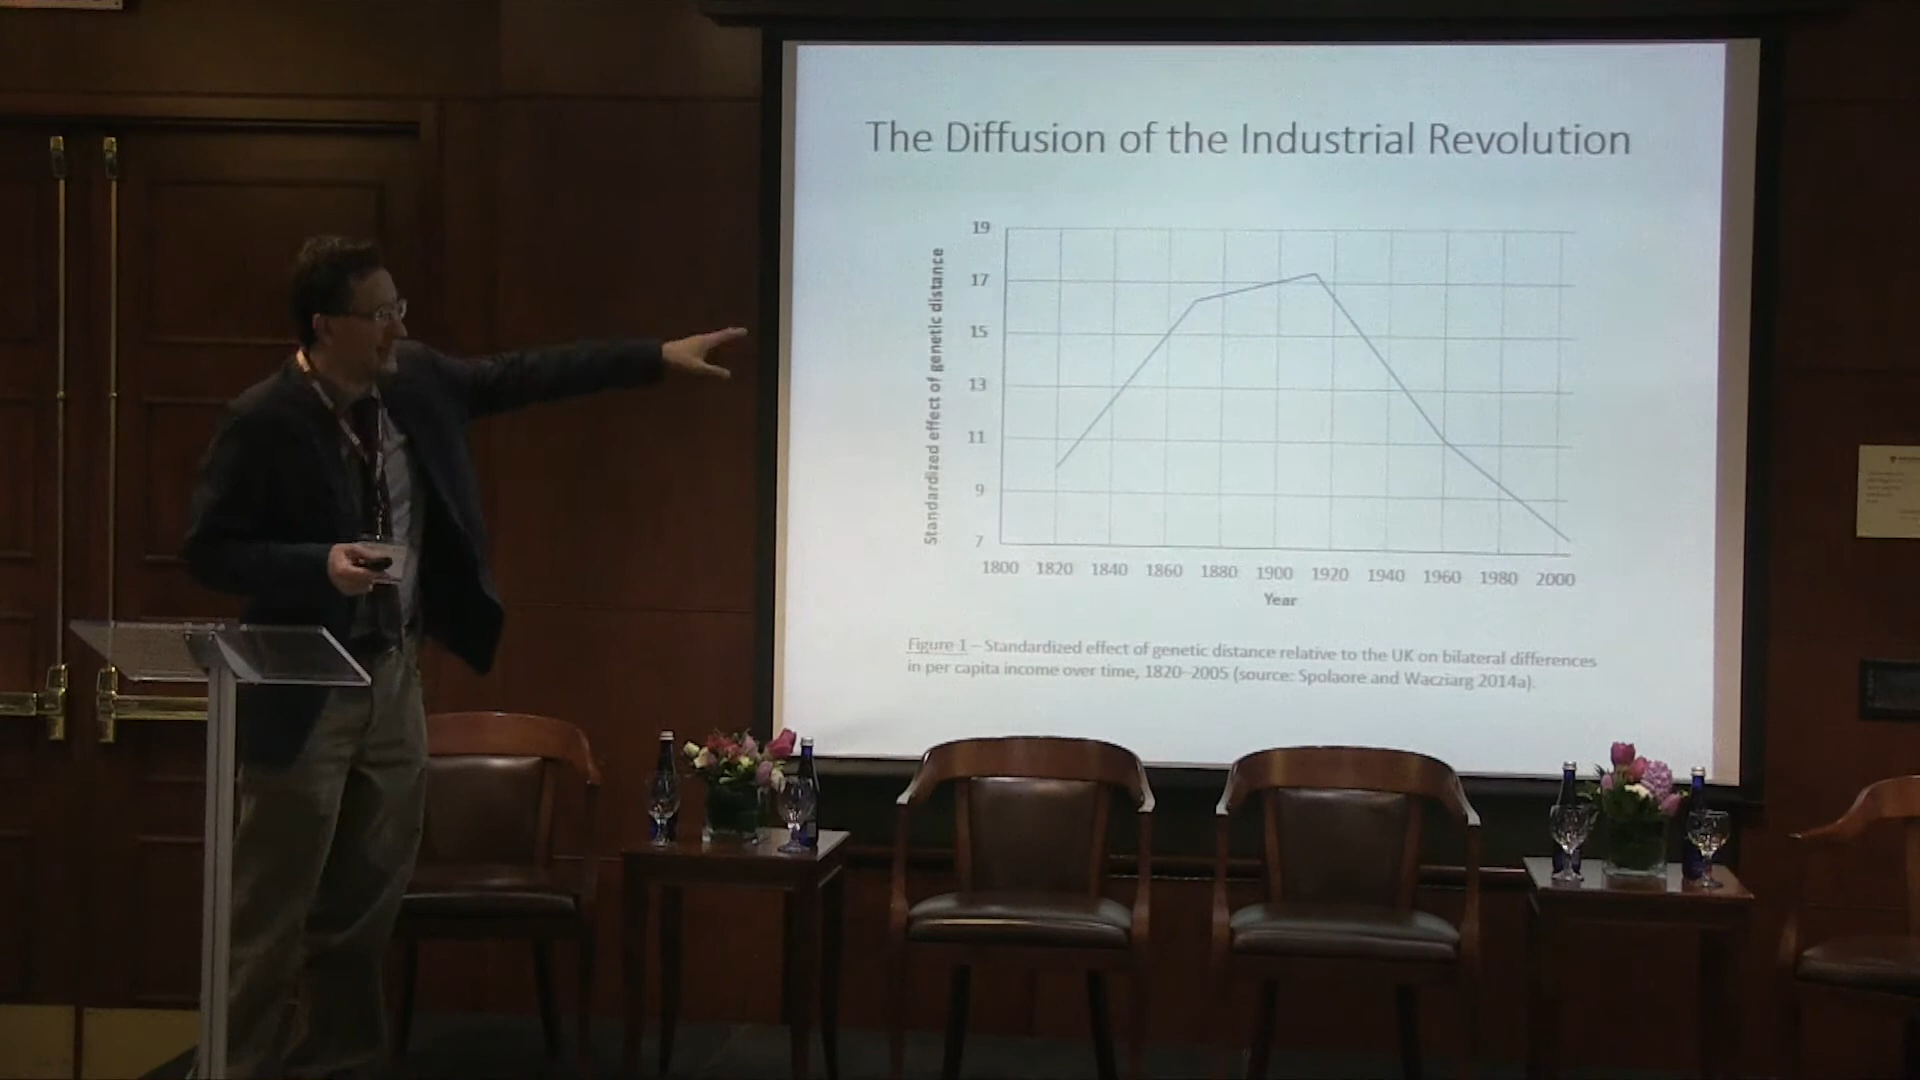 The Diffusion of the Industrial Revolution
Standardized effect of genetic distance
19
17
15
13
11
9
7
1800 1820 1840 1860 1880 1900 1920 1940 1960 1980 2000
Year
Figure 1 – Standardized effect of genetic distance relative to the UK on bilateral differences
in per capita income over time, 1820–2005 (source: Spolaore and Wacziarg 2014a).